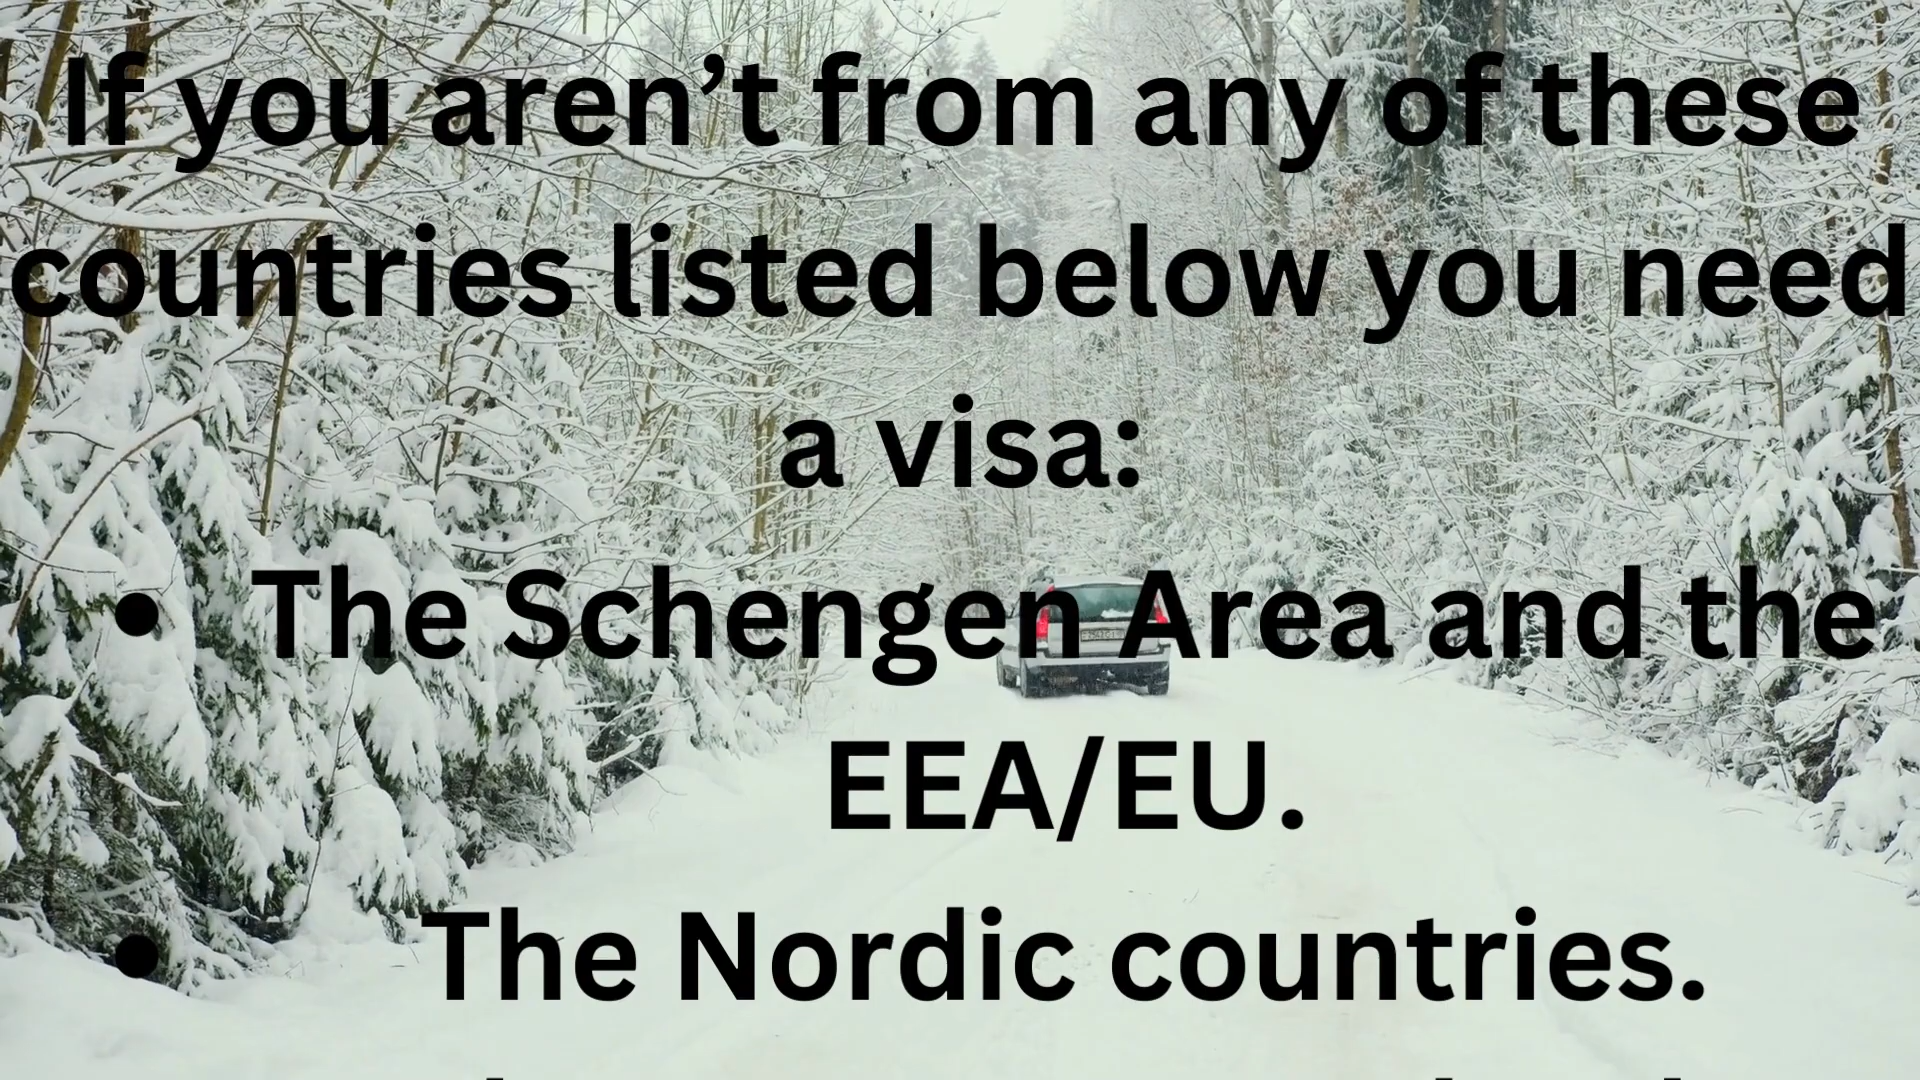 If you aren’t from any of these
countries listed below you need
a visa:
• The Schengen Area and the
EEA/EU.
• The Nordic countries.